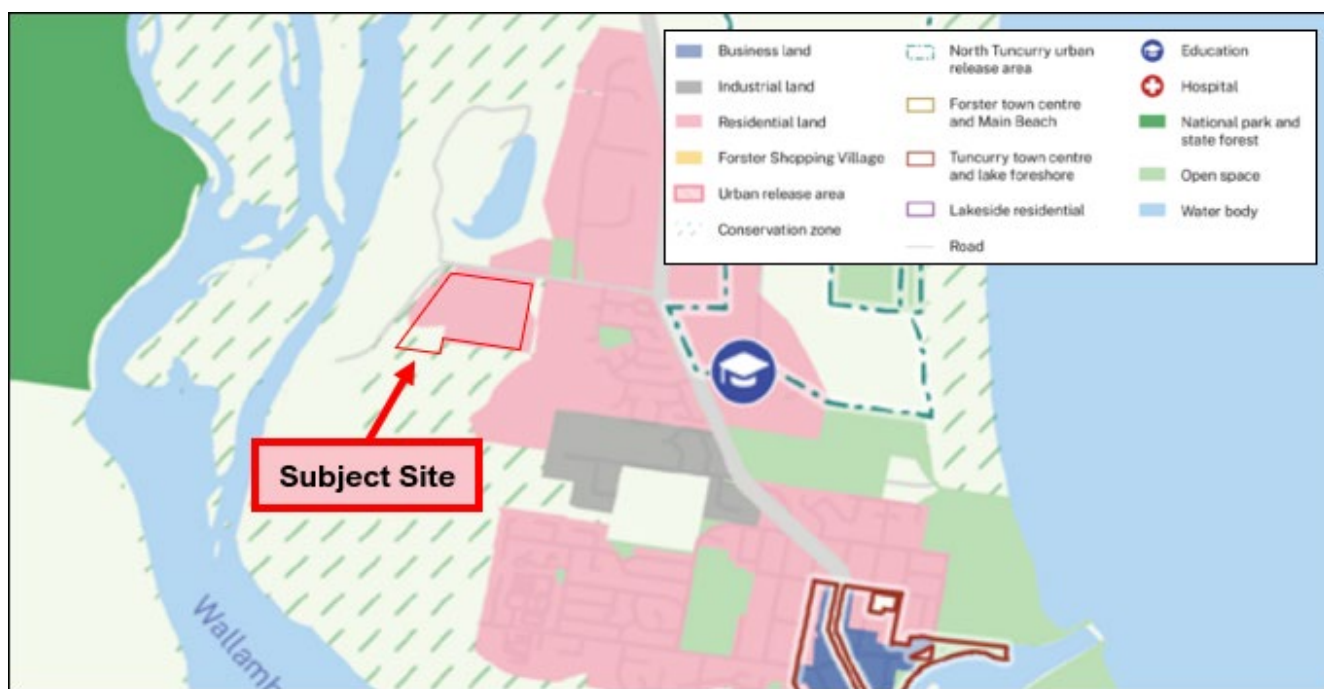 Business land
Industrial land
Residential land
Forster Shopping Village
Urban release area
Conservation zone
North Tuncurry urban
release area
Forster town centre
and Main Beach
Tuncurry town centre
and lake foreshore
Lakeside residential
Road
Education
Hospital
National park and
state forest
Open space
Water body
Subject Site